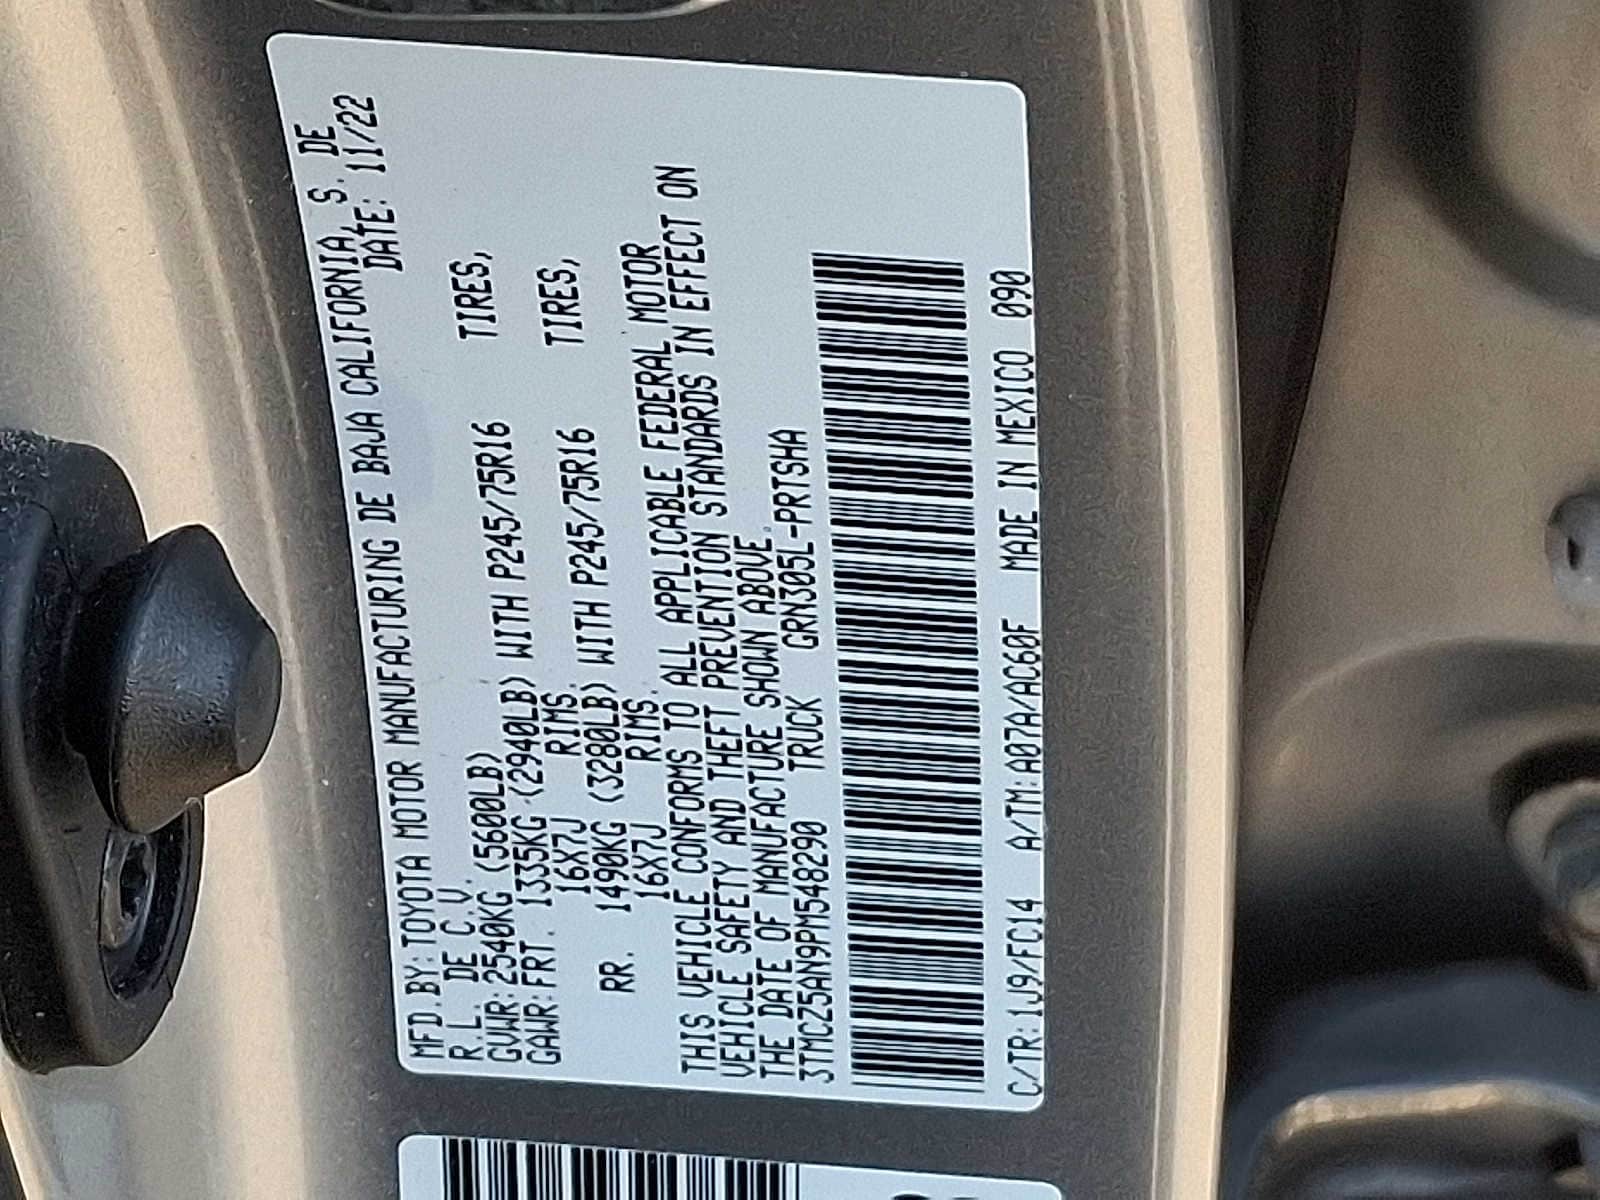 MFD.BY:TOYOTA MOTOR MANUFACTURING DE BAJA CALIFORNIA, S. DE
R.L. DE C.V. DATE: 11/22
GVWR:2540KG (5600LB)
GAWR:FRT. 1335KG (2940LB) WITH P245/75R16 TIRES,
16X7J RIMS.
RR. 1490KG (3280LB) WITH P245/75R16 TIRES,
16X7J RIMS.
THIS VEHICLE CONFORMS TO ALL APPLICABLE FEDERAL MOTOR
VEHICLE SAFETY AND THEFT PREVENTION STANDARDS IN EFFECT ON
THE DATE OF MANUFACTURE SHOWN ABOVE.
3TMCZ5AN9PM548290 TRUCK GRN305L-PRTSHA
C/TR:1J9/FC14 A/TM:A07A/AC60F MADE IN MEXICO 090